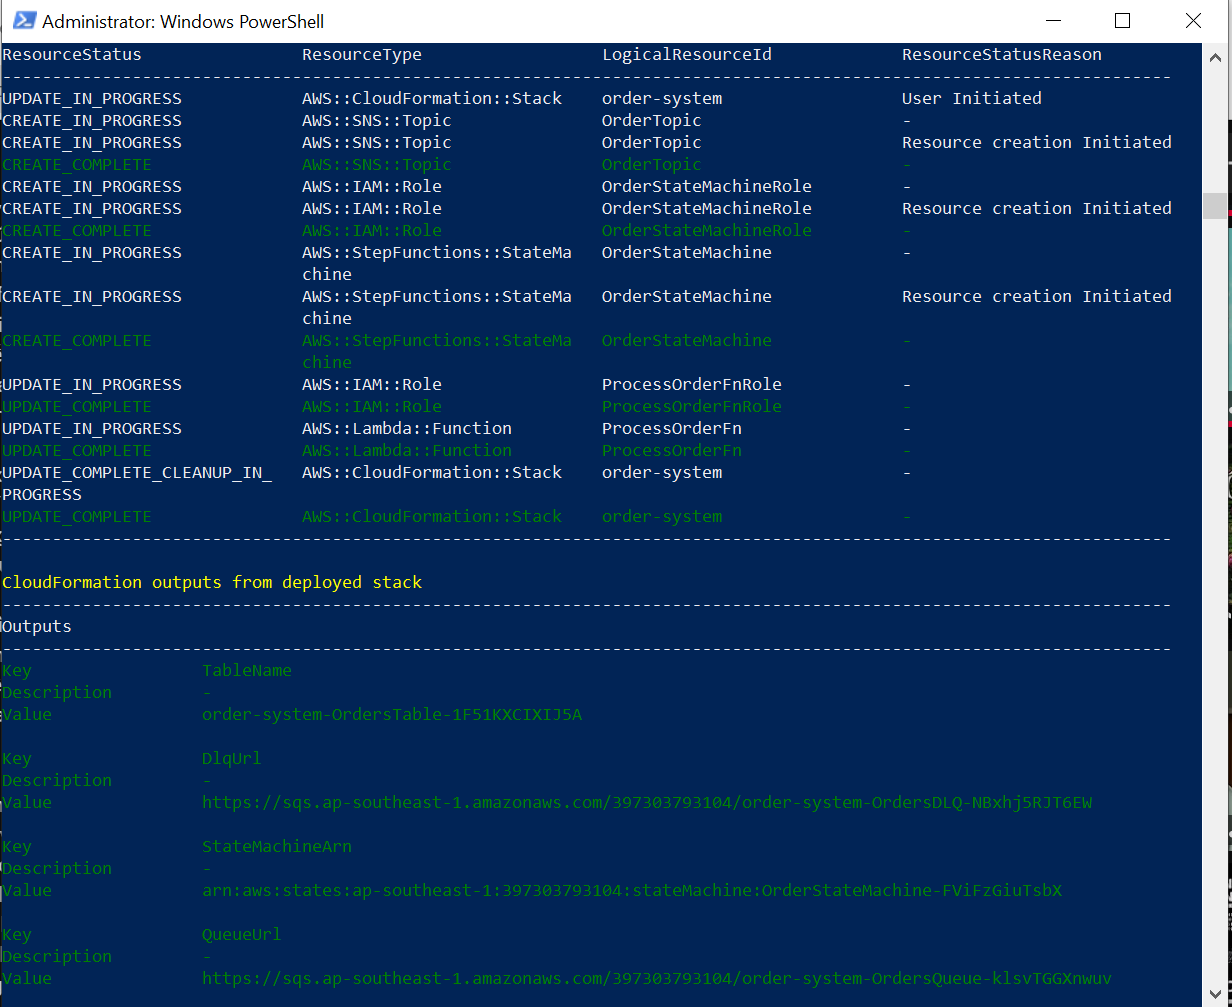 Administrator: Windows PowerShell
ResourceStatus ResourceType LogicalResourceId ResourceStatusReason
---------------------------------------------------------------------------------------------------------------------
UPDATE_IN_PROGRESS AWS::CloudFormation::Stack order-system User Initiated
CREATE_IN_PROGRESS AWS::SNS::Topic OrderTopic -
CREATE_IN_PROGRESS AWS::SNS::Topic OrderTopic Resource creation Initiated
CREATE_COMPLETE AWS::SNS::Topic OrderTopic -
CREATE_IN_PROGRESS AWS::IAM::Role OrderStateMachineRole -
CREATE_IN_PROGRESS AWS::IAM::Role OrderStateMachineRole Resource creation Initiated
CREATE_COMPLETE AWS::IAM::Role OrderStateMachineRole -
CREATE_IN_PROGRESS AWS::StepFunctions::StateMa OrderStateMachine -
chine
CREATE_IN_PROGRESS AWS::StepFunctions::StateMa OrderStateMachine Resource creation Initiated
chine
CREATE_COMPLETE AWS::StepFunctions::StateMa OrderStateMachine -
chine
UPDATE_IN_PROGRESS AWS::IAM::Role ProcessOrderFnRole -
UPDATE_COMPLETE AWS::IAM::Role ProcessOrderFnRole -
UPDATE_IN_PROGRESS AWS::Lambda::Function ProcessOrderFn -
UPDATE_COMPLETE AWS::Lambda::Function ProcessOrderFn -
UPDATE_COMPLETE_CLEANUP_IN_ AWS::CloudFormation::Stack order-system -
PROGRESS
UPDATE_COMPLETE AWS::CloudFormation::Stack order-system -
---------------------------------------------------------------------------------------------------------------------
CloudFormation outputs from deployed stack
---------------------------------------------------------------------------------------------------------------------
Outputs
---------------------------------------------------------------------------------------------------------------------
Key TableName
Description -
Value order-system-OrdersTable-1F51KXCIXIJ5A
Key DlqUrl
Description -
Value https://sqs.ap-southeast-1.amazonaws.com/397303793104/order-system-OrdersDLQ-NBxhj5RJT6EW
Key StateMachineArn
Description -
Value arn:aws:states:ap-southeast-1:397303793104:stateMachine:OrderStateMachine-FViFzGiuTsbX
Key QueueUrl
Description -
Value https://sqs.ap-southeast-1.amazonaws.com/397303793104/order-system-OrdersQueue-klsvTGGXnwuv